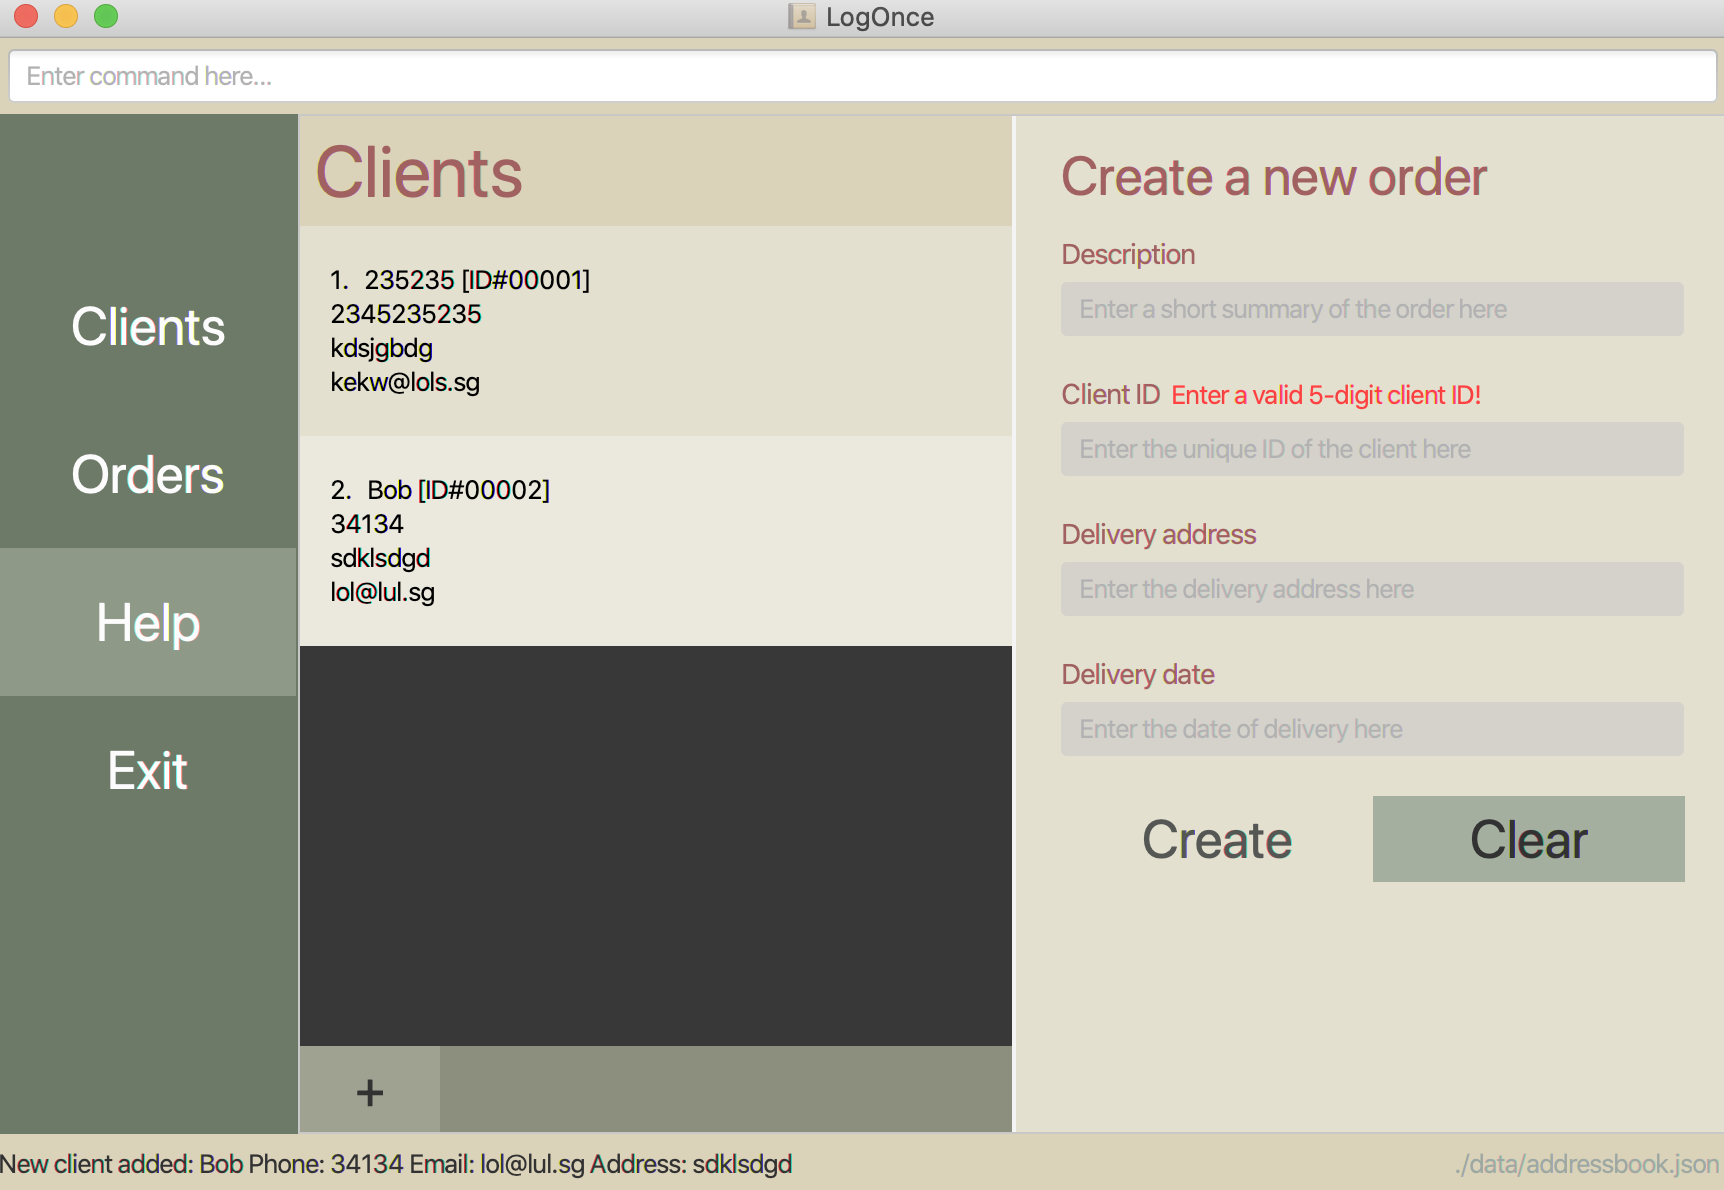 LogOnce
Enter command here...
Clients
Orders
Help
Exit
Clients
1. 235235 [ID#00001]
2345235235
kdsjgbdg
kekw@lols.sg
2. Bob [ID#00002]
34134
sdklsdgd
lol@lul.sg
+
Create a new order
Description
Enter a short summary of the order here
Client ID Enter a valid 5-digit client ID!
Enter the unique ID of the client here
Delivery address
Enter the delivery address here
Delivery date
Enter the date of delivery here
Create Clear
New client added: Bob Phone: 34134 Email: lol@lul.sg Address: sdklsdgd
./data/addressbook.json